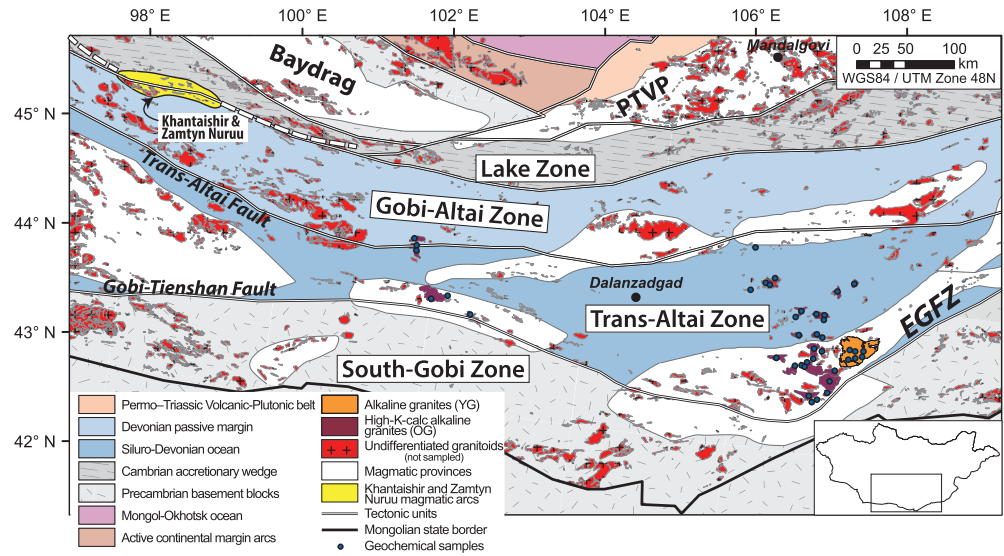 98° E
100° E
102° E
104° E
106° E
108° E
45° N
44° N
43° N
42° N
Baydrag
Mandalgovi
0 25 50 100
km
WGS84 / UTM Zone 48N
PTVP
Khantaishir &
Zamtyn Nuruu
Lake Zone
Trans-Altai Fault
Gobi-Altai Zone
Gobi-Tienshan Fault
Dalanzadgad
Trans-Altai Zone
EGFZ
South-Gobi Zone
Permo–Triassic Volcanic-Plutonic belt
Devonian passive margin
Siluro-Devonian ocean
Cambrian accretionary wedge
Precambrian basement blocks
Mongol-Okhotsk ocean
Active continental margin arcs
Alkaline granites (YG)
High-K-calc alkaline
granites (OG)
Undifferentiated granitoids
(not sampled)
Magmatic provinces
Khantaishir and Zamtyn
Nuruu magmatic arcs
Tectonic units
Mongolian state border
Geochemical samples